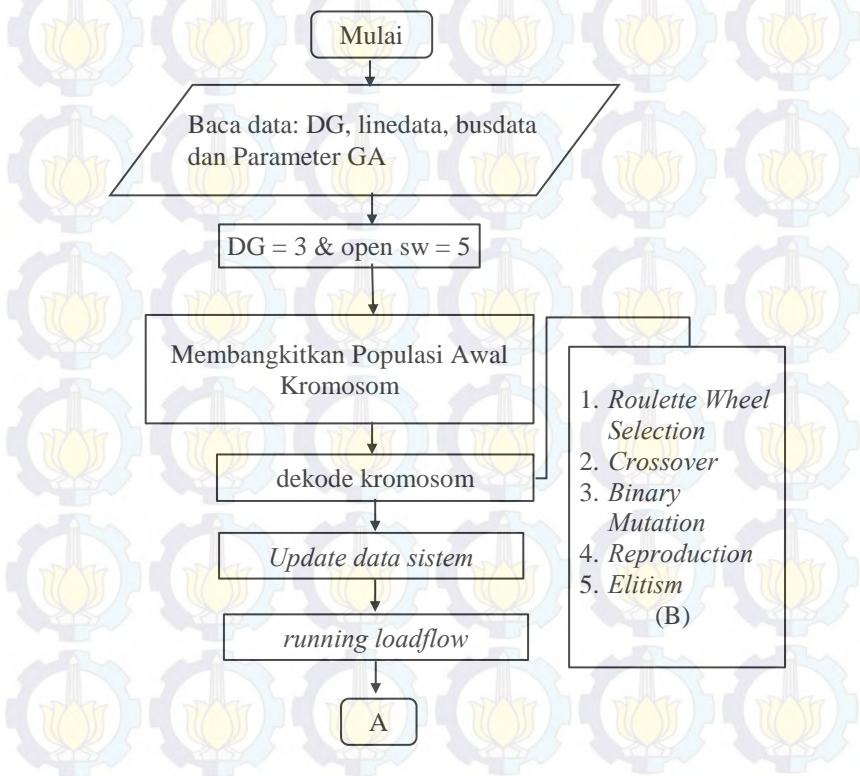 Mulai
Baca data: DG, linedata, busdata
dan Parameter GA
DG = 3 & open sw = 5
Membangkitkan Populasi Awal
Kromosom
dekode kromosom
Update data sistem
running loadflow
A
1. Roulette Wheel
Selection
2. Crossover
3. Binary
Mutation
4. Reproduction
5. Elitism
(B)